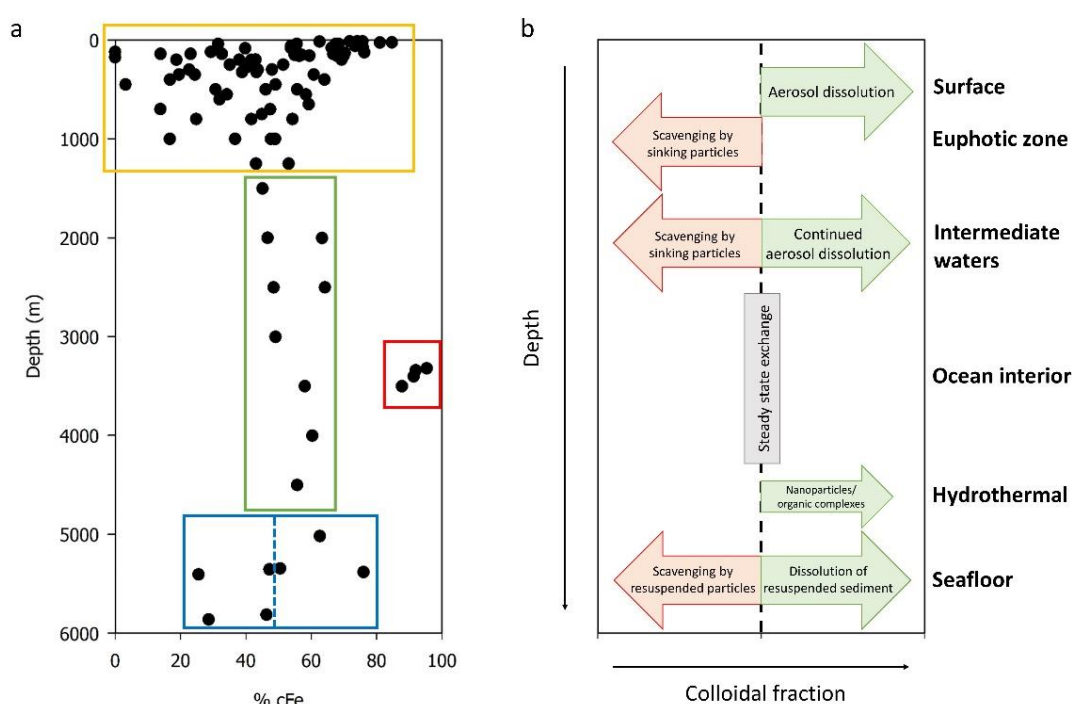 a
0
1000
2000
3000
4000
5000
6000
Depth (m)
0 20 40 60 80 100
% cFe
b
Depth
Aerosol dissolution
Scavenging by
sinking particles
Scavenging by
sinking particles
Continued
aerosol dissolution
Steady state exchange
Nanoparticles/
organic complexes
Scavenging by
resuspended particles
Dissolution of
resuspended sediment
Surface
Euphotic zone
Intermediate
waters
Ocean interior
Hydrothermal
Seafloor
Colloidal fraction